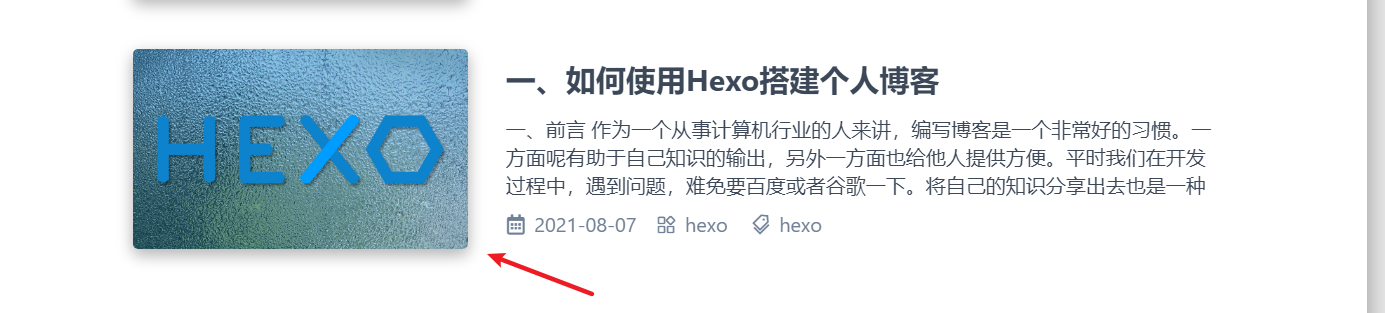 HEXO
一、如何使用Hexo搭建个人博客
一、前言 作为一个从事计算机行业的人来讲，编写博客是一个非常好的习惯。一
方面呢有助于自己知识的输出，另外一方面也给他人提供方便。平时我们在开发
过程中，遇到问题，难免要百度或者谷歌一下。将自己的知识分享出去也是一种
2021-08-07 hexo hexo